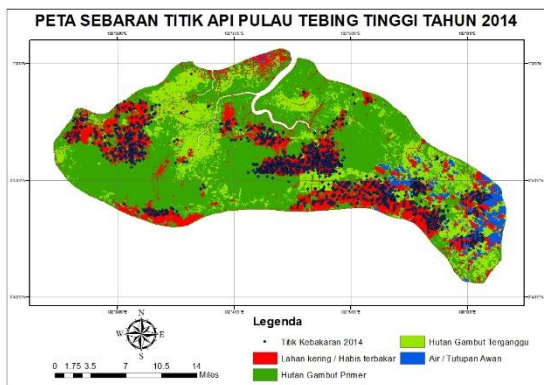 PETA SEBARAN TITIK API PULAU TEBING TINGGI TAHUN 2014
N
W
E
S
0 1.75 3.5 7 10.5 14
Miles
Legenda
Titik Kebakaran 2014
Lahan kering / Habis terbakar
Hutan Gambut Primer
Hutan Gambut Terganggu
Air / Tutupan Awan